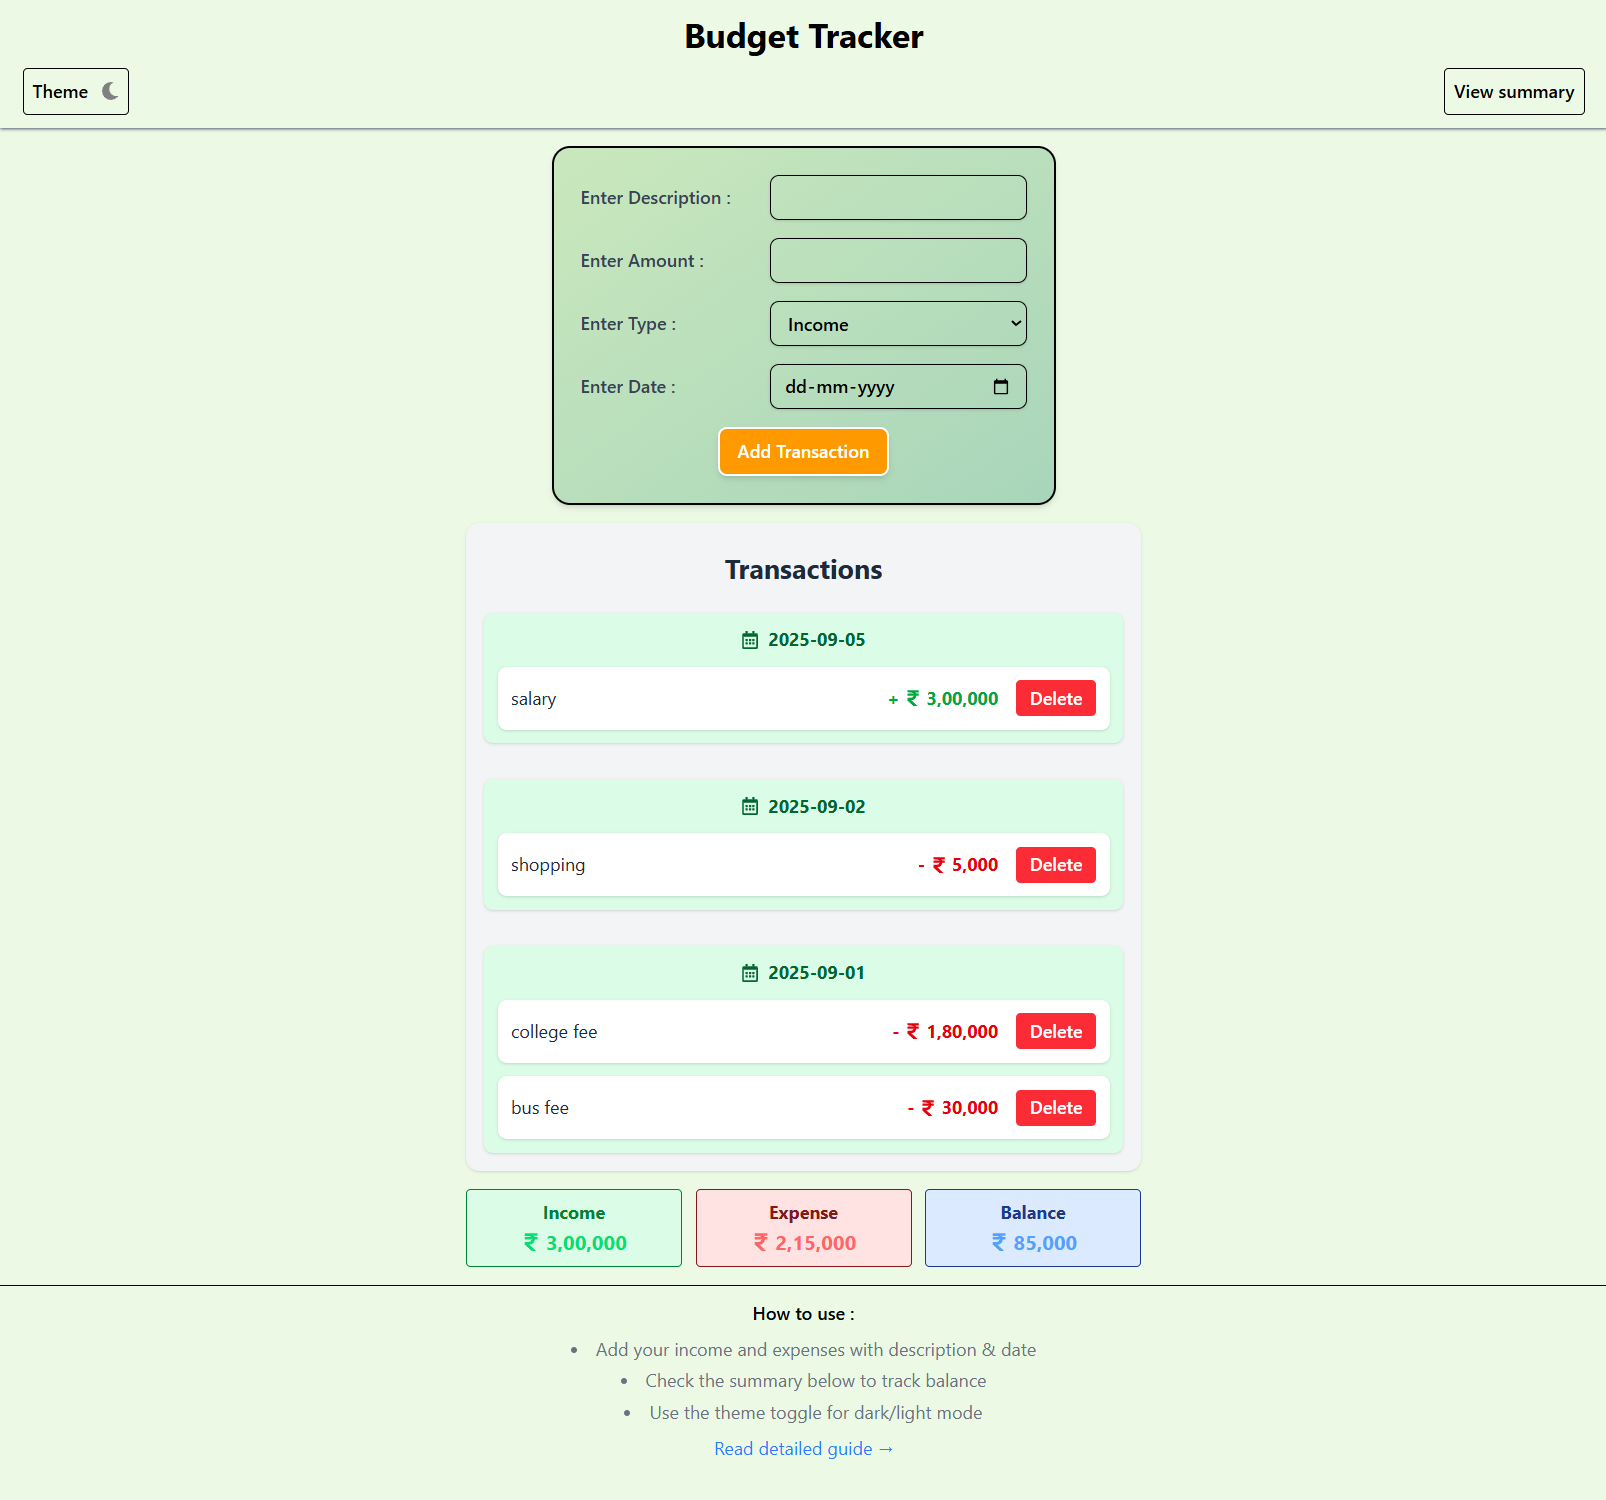 Budget Tracker
Theme
View summary
Enter Description :
Enter Amount :
Enter Type :
Income
Enter Date :
dd-mm-yyyy
Add Transaction
Transactions
2025-09-05
salary + ₹ 3,00,000 Delete
2025-09-02
shopping - ₹ 5,000 Delete
2025-09-01
college fee - ₹ 1,80,000 Delete
bus fee - ₹ 30,000 Delete
Income
₹ 3,00,000
Expense
₹ 2,15,000
Balance
₹ 85,000
How to use :
• Add your income and expenses with description & date
• Check the summary below to track balance
• Use the theme toggle for dark/light mode
Read detailed guide →